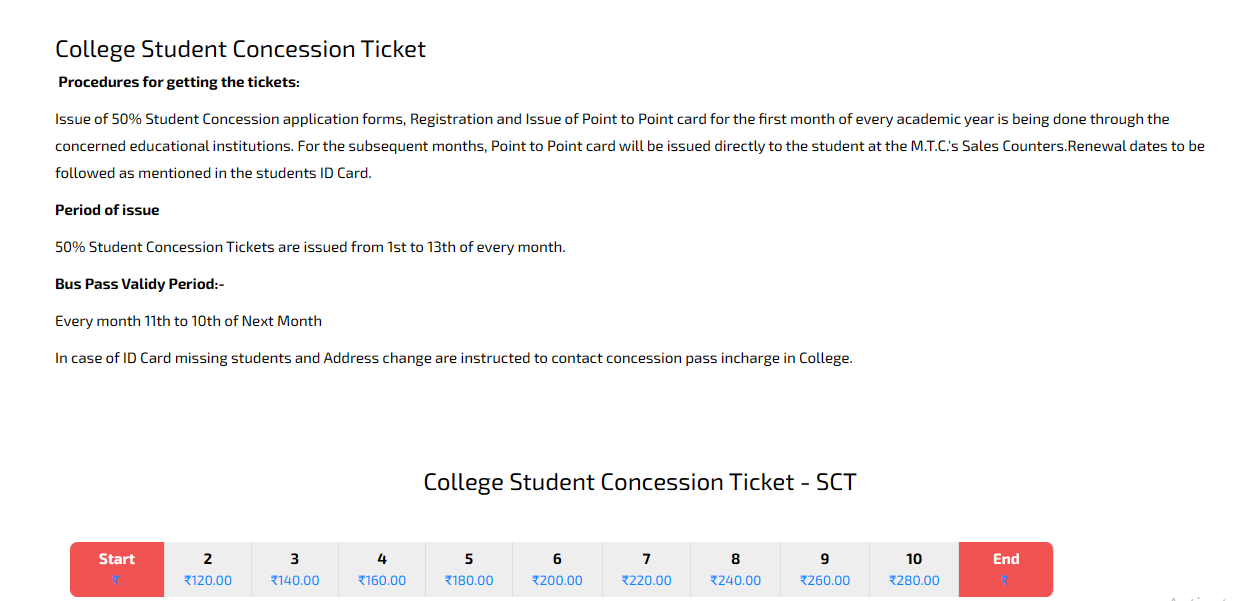 College Student Concession Ticket
Procedures for getting the tickets:
Issue of 50% Student Concession application forms, Registration and Issue of Point to Point card for the first month of every academic year is being done through the
concerned educational institutions. For the subsequent months, Point to Point card will be issued directly to the student at the M.T.C.'s Sales Counters.Renewal dates to be
followed as mentioned in the students ID Card.
Period of issue
50% Student Concession Tickets are issued from 1st to 13th of every month.
Bus Pass Validy Period:-
Every month 11th to 10th of Next Month
In case of ID Card missing students and Address change are instructed to contact concession pass incharge in College.
College Student Concession Ticket - SCT
Start 2 3 4 5 6 7 8 9 10 End
₹ ₹120.00 ₹140.00 ₹160.00 ₹180.00 ₹200.00 ₹220.00 ₹240.00 ₹260.00 ₹280.00 ₹